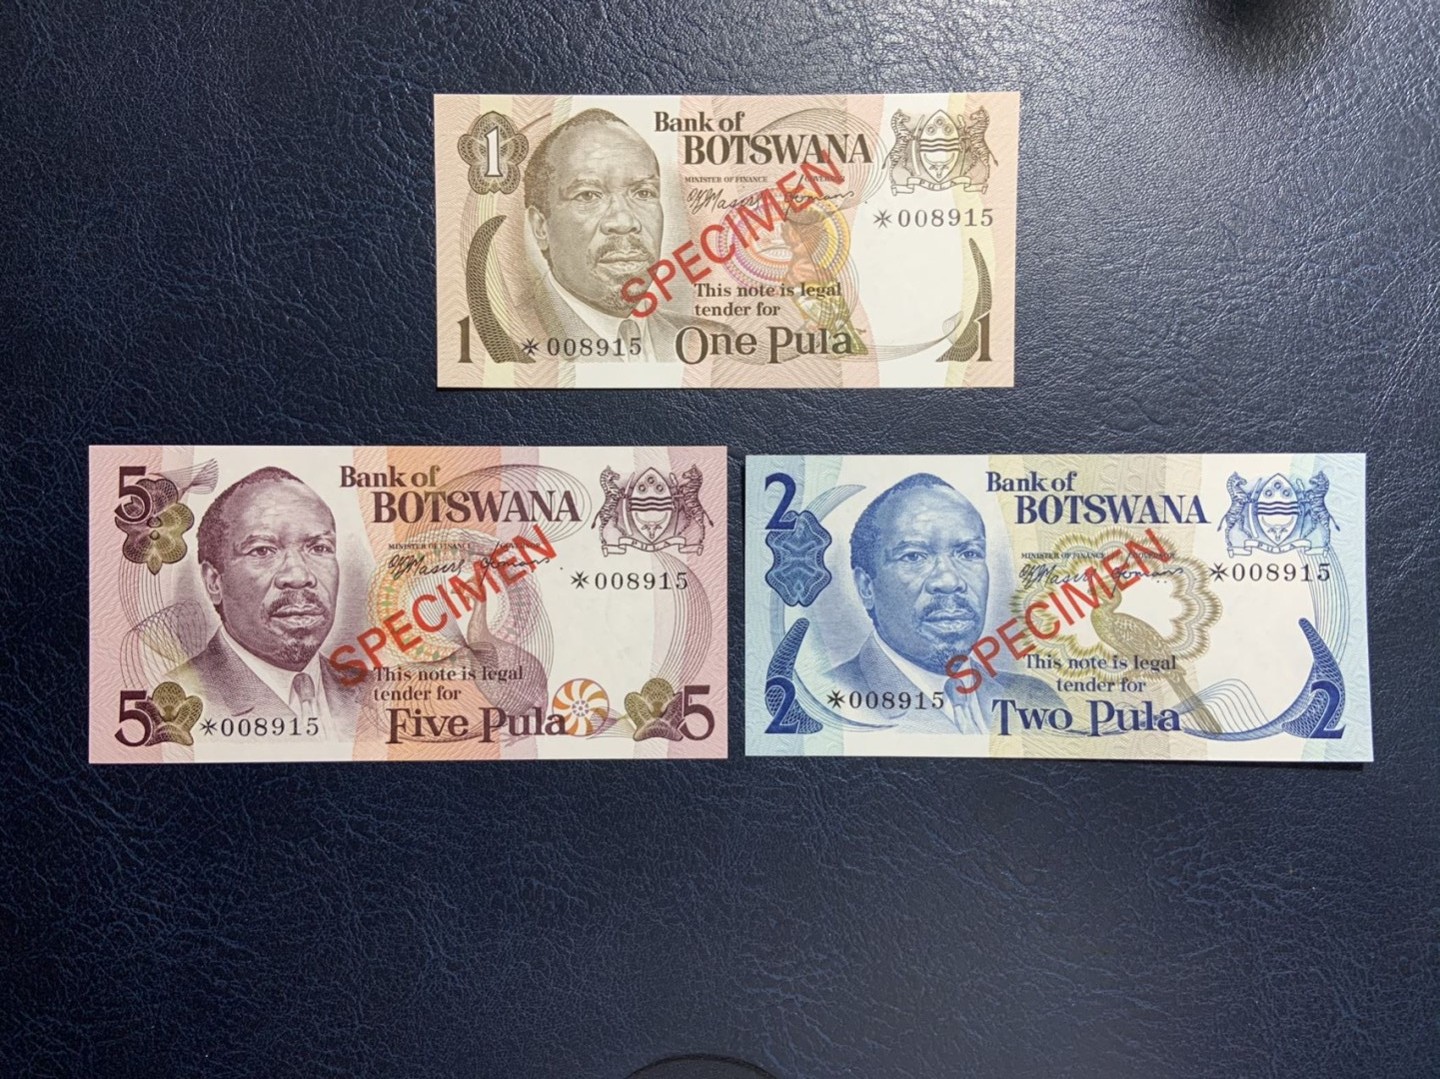 1
Bank of
BOTSWANA
MINISTER OF FINANCE GOVERNOR
SPECIMEN
✶008915
This note is legal
tender for
One Pula
1
✶008915
1
5
Bank of
BOTSWANA
MINISTER OF FINANCE
SPECIMEN
✶008915
This note is legal
tender for
Five Pula
5
✶008915
5
2
Bank of
BOTSWANA
MINISTER OF FINANCE GOVERNOR
SPECIMEN
✶008915
This note is legal
tender for
Two Pula
2
✶008915
2